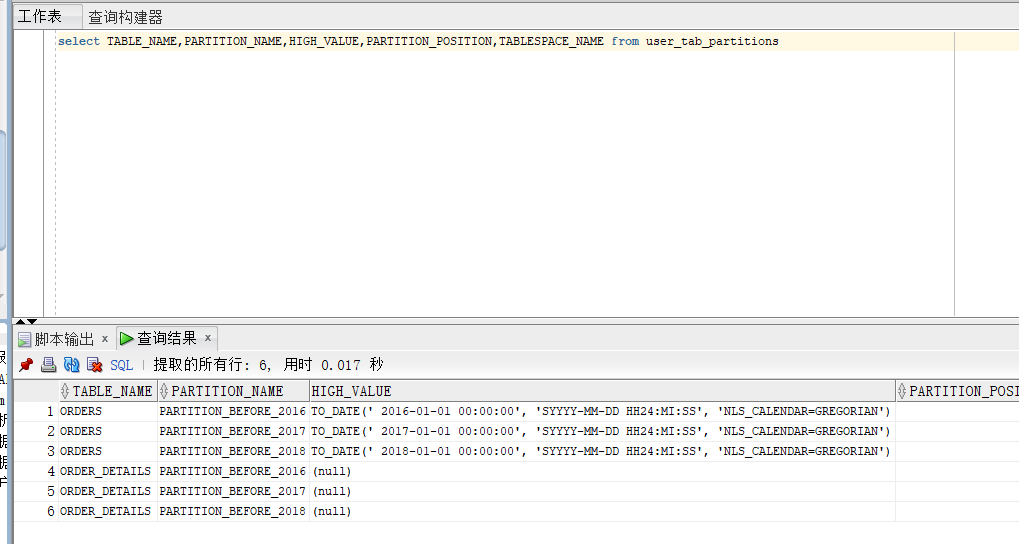 工作表 查询构建器
select TABLE_NAME,PARTITION_NAME,HIGH_VALUE,PARTITION_POSITION,TABLESPACE_NAME from user_tab_partitions
脚本输出 x 查询结果 x
SQL | 提取的所有行: 6, 用时 0.017 秒
TABLE_NAME PARTITION_NAME HIGH_VALUE PARTITION_POSI
1 ORDERS PARTITION_BEFORE_2016 TO_DATE(' 2016-01-01 00:00:00', 'SYYYY-MM-DD HH24:MI:SS', 'NLS_CALENDAR=GREGORIAN')
2 ORDERS PARTITION_BEFORE_2017 TO_DATE(' 2017-01-01 00:00:00', 'SYYYY-MM-DD HH24:MI:SS', 'NLS_CALENDAR=GREGORIAN')
3 ORDERS PARTITION_BEFORE_2018 TO_DATE(' 2018-01-01 00:00:00', 'SYYYY-MM-DD HH24:MI:SS', 'NLS_CALENDAR=GREGORIAN')
4 ORDER_DETAILS PARTITION_BEFORE_2016 (null)
5 ORDER_DETAILS PARTITION_BEFORE_2017 (null)
6 ORDER_DETAILS PARTITION_BEFORE_2018 (null)